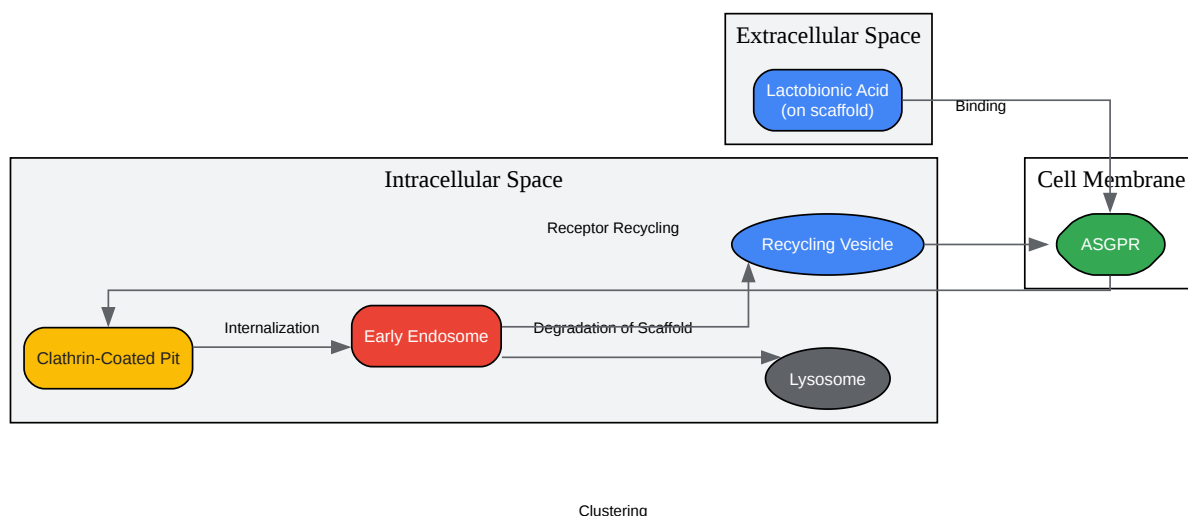 Extracellular Space
Lactobionic Acid
(on scaffold)
Binding
Intracellular Space
Cell Membrane
Receptor Recycling
Recycling Vesicle
ASGPR
Internalization
Early Endosome
Degradation of Scaffold
Clathrin-Coated Pit
Lysosome
Clustering